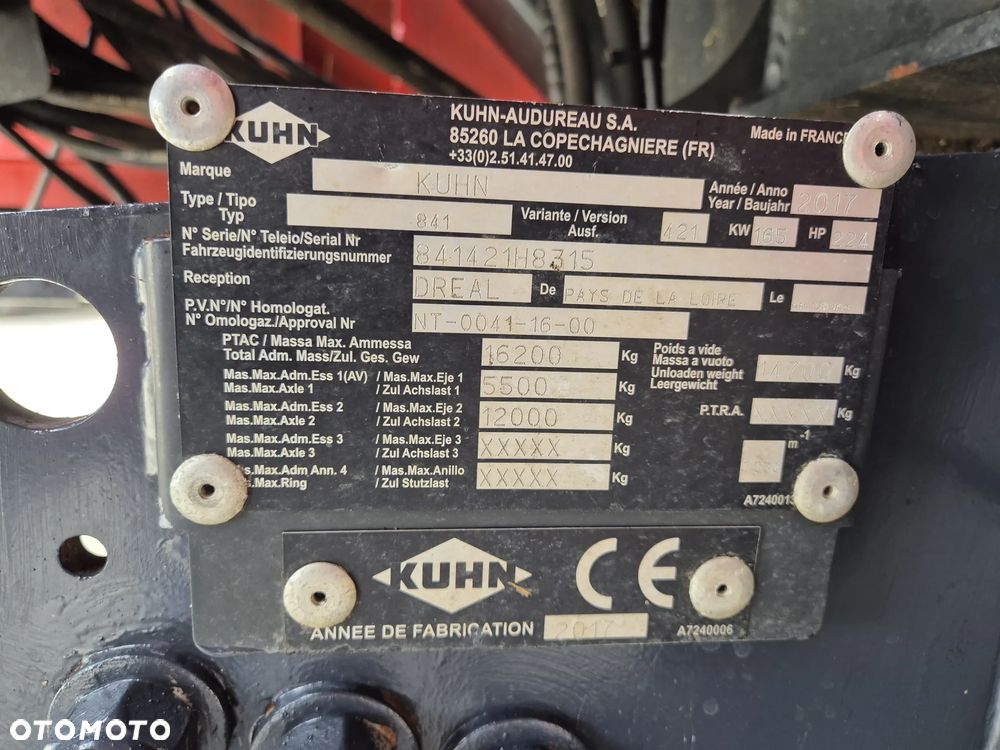 KUHN
KUHN-AUDUREAU S.A.
85260 LA COPECHAGNIERE (FR)
+33(0)2.51.41.47.00
Made in FRANCE
Marque KUHN Année / Anno
Year / Baujahr 2017
Type / Tipo
Typ 841 Variante / Version
Ausf. 421 KW 165 HP 224
N° Serie/N° Teleio/Serial Nr
Fahrzeugidentifizierungsnummer 841421H8315
Reception DREAL De PAYS DE LA LOIRE Le
P.V.N°/N° Homologat.
N° Omologaz./Approval Nr NT-0041-16-00
PTAC / Massa Max. Ammessa
Total Adm. Mass/Zul. Ges. Gew 16200 Kg
Poids a vide
Massa a vuoto
Unloaden weight
Leergewicht 14700 Kg
Mas.Max.Adm.Ess 1(AV) / Mas.Max.Eje 1
Mas.Max.Axle 1 / Zul Achslast 1 5500 Kg
Mas.Max.Adm.Ess 2 / Mas.Max.Eje 2
Mas.Max.Axle 2 / Zul Achslast 2 12000 Kg
P.T.R.A. XXXXX Kg
Mas.Max.Adm.Ess 3 / Mas.Max.Eje 3
Mas.Max.Axle 3 / Zul Achslast 3 XXXXX Kg
m-1
Mas.Max.Adm Ann. 4 / Mas.Max.Anillo
Mas.Max.Ring / Zul Stutzlast XXXXX Kg
A7240013
KUHN CE
ANNEE DE FABRICATION 2017 A7240006
OTOMOTO